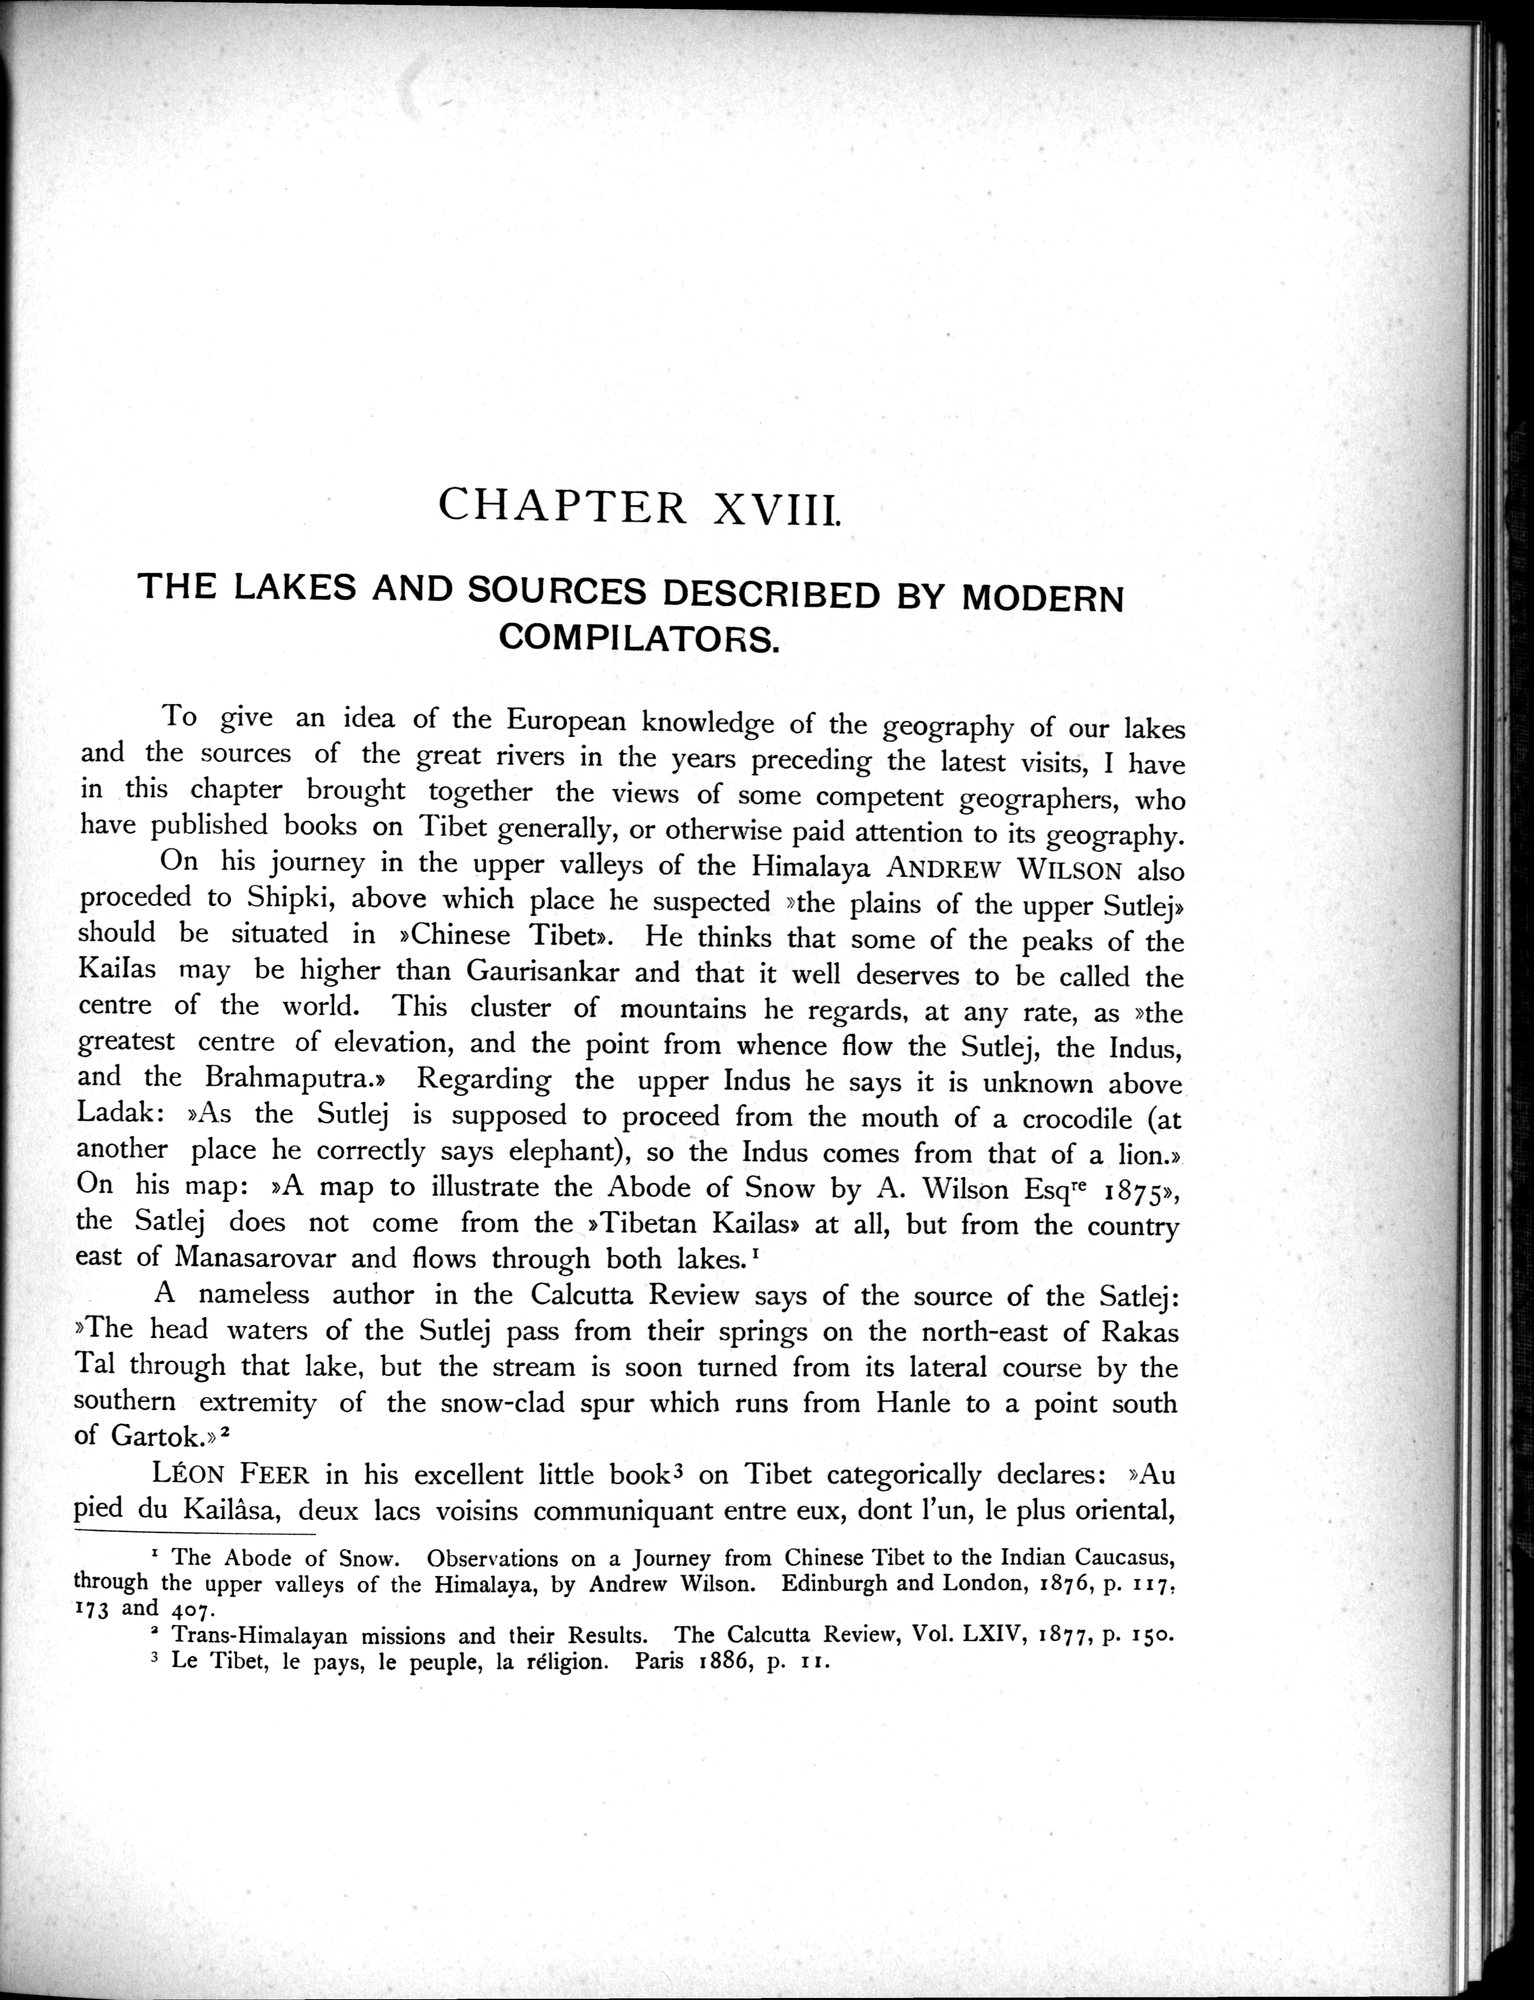 CHAPTER XVIII.
THE LAKES AND SOURCES DESCRIBED BY MODERN
COMPILATORS.
To give an idea of the European knowledge of the geography of our lakes
and the sources of the great rivers in the years preceding the latest visits, I have
in this chapter brought together the views of some competent geographers, who
have published books on Tibet generally, or otherwise paid attention to its geography.
On his journey in the upper valleys of the Himalaya ANDREW WILSON also
proceded to Shipki, above which place he suspected »the plains of the upper Sutlej»
should be situated in »Chinese Tibet». He thinks that some of the peaks of the
Kailas may be higher than Gaurisankar and that it well deserves to be called the
centre of the world. This cluster of mountains he regards, at any rate, as »the
greatest centre of elevation, and the point from whence flow the Sutlej, the Indus,
and the Brahmaputra.» Regarding the upper Indus he says it is unknown above
Ladak: »As the Sutlej is supposed to proceed from the mouth of a crocodile (at
another place he correctly says elephant), so the Indus comes from that of a lion.»
On his map: »A map to illustrate the Abode of Snow by A. Wilson Esqʳᵉ 1875»,
the Satlej does not come from the »Tibetan Kailas» at all, but from the country
east of Manasarovar and flows through both lakes.¹
A nameless author in the Calcutta Review says of the source of the Satlej:
»The head waters of the Sutlej pass from their springs on the north-east of Rakas
Tal through that lake, but the stream is soon turned from its lateral course by the
southern extremity of the snow-clad spur which runs from Hanle to a point south
of Gartok.»²
LÉON FEER in his excellent little book³ on Tibet categorically declares: »Au
pied du Kailâsa, deux lacs voisins communiquant entre eux, dont l'un, le plus oriental,
¹ The Abode of Snow. Observations on a Journey from Chinese Tibet to the Indian Caucasus,
through the upper valleys of the Himalaya, by Andrew Wilson. Edinburgh and London, 1876, p. 117,
173 and 407.
² Trans-Himalayan missions and their Results. The Calcutta Review, Vol. LXIV, 1877, p. 150.
³ Le Tibet, le pays, le peuple, la réligion. Paris 1886, p. 11.